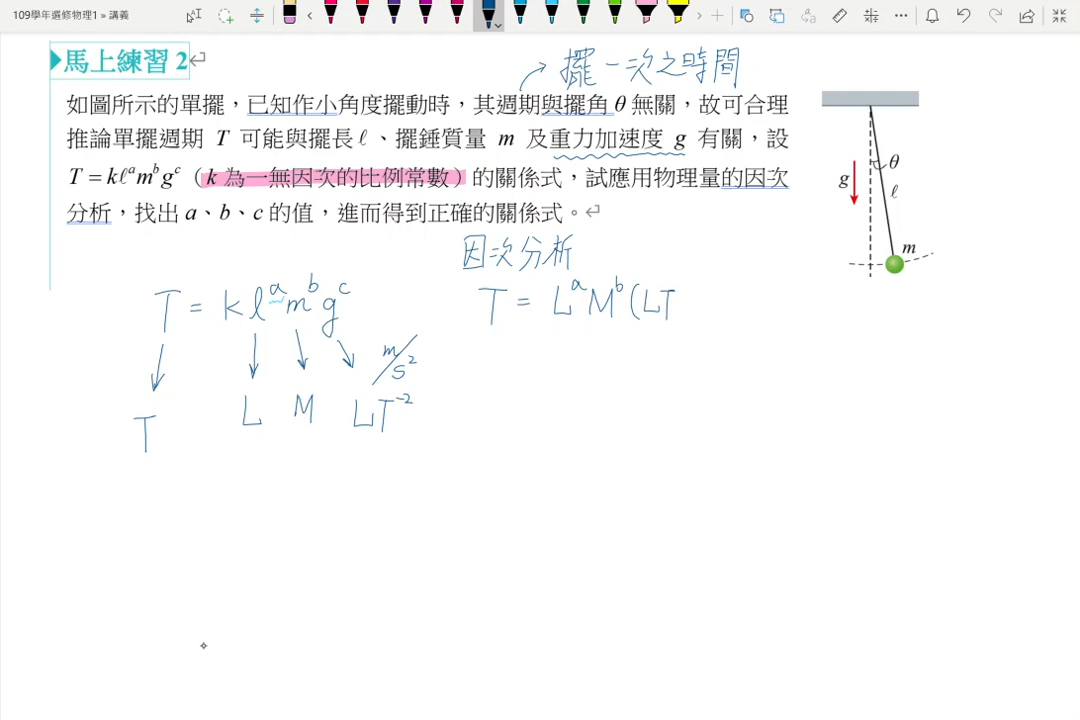 109學年選修物理1 » 講義
馬上練習 2
擺一次之時間
如圖所示的單擺，已知作小角度擺動時，其週期與擺角 θ 無關，故可合理
推論單擺週期 T 可能與擺長 ℓ、擺錘質量 m 及重力加速度 g 有關，設
T = kℓᵃmᵇgᶜ（k 為一無因次的比例常數）的關係式，試應用物理量的因次
分析，找出 a、b、c 的值，進而得到正確的關係式。
θ
g
ℓ
m
因次分析
T = kℓᵃmᵇgᶜ
T = LᵃMᵇ(LT
m/s²
T L M LT⁻²